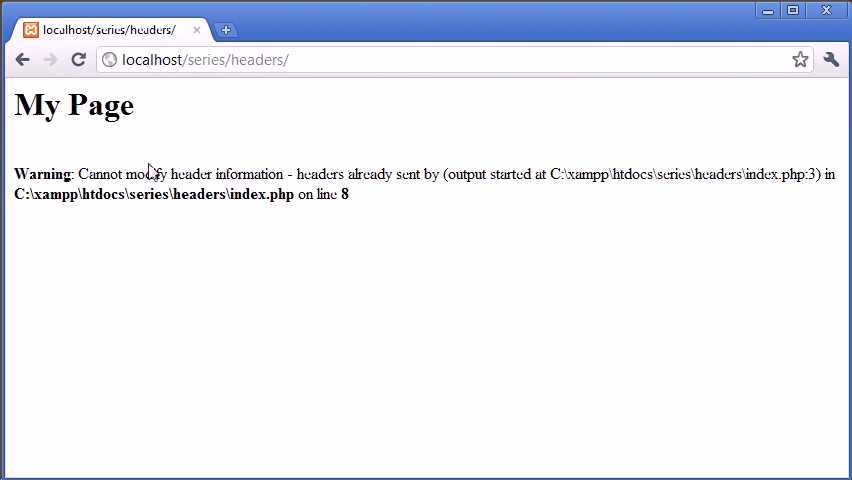 localhost/series/headers/
localhost/series/headers/
My Page
Warning: Cannot modify header information - headers already sent by (output started at C:\xampp\htdocs\series\headers\index.php:3) in
C:\xampp\htdocs\series\headers\index.php on line 8